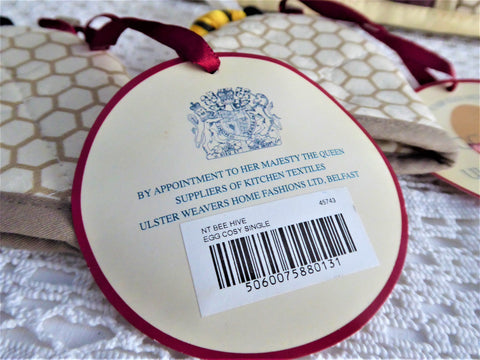 BY APPOINTMENT TO HER MAJESTY THE QUEEN
SUPPLIERS OF KITCHEN TEXTILES
ULSTER WEAVERS HOME FASHIONS LTD. BELFAST
NT BEE HIVE 45743
EGG COSY SINGLE
5060075880131